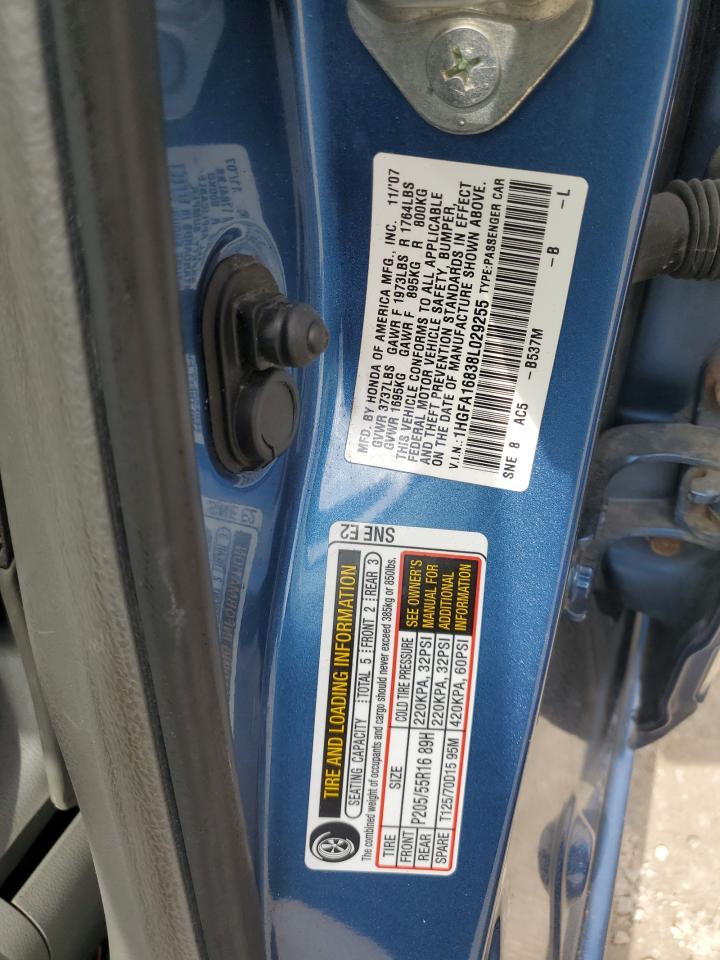 MFD. BY HONDA OF AMERICA MFG., INC. 11/07
GVWR 3737LBS GAWR F 1973LBS R 1764LBS
GVWR 1695KG GAWR F 895KG R 800KG
THIS VEHICLE CONFORMS TO ALL APPLICABLE
FEDERAL MOTOR VEHICLE SAFETY, BUMPER,
AND THEFT PREVENTION STANDARDS IN EFFECT
ON THE DATE OF MANUFACTURE SHOWN ABOVE.
V.I.N.: 1HGFA16838L029255 TYPE:PASSENGER CAR
SNE 8 AC5 -B537M -B -L
TIRE AND LOADING INFORMATION
SNE E2
SEATING CAPACITY TOTAL 5 FRONT 2 REAR 3
The combined weight of occupants and cargo should never exceed 385kg or 850lbs.
TIRE SIZE COLD TIRE PRESSURE SEE OWNER'S
FRONT P205/55R16 89H 220KPA, 32PSI MANUAL FOR
REAR 220KPA, 32PSI ADDITIONAL
SPARE T125/70D15 95M 420KPA, 60PSI INFORMATION